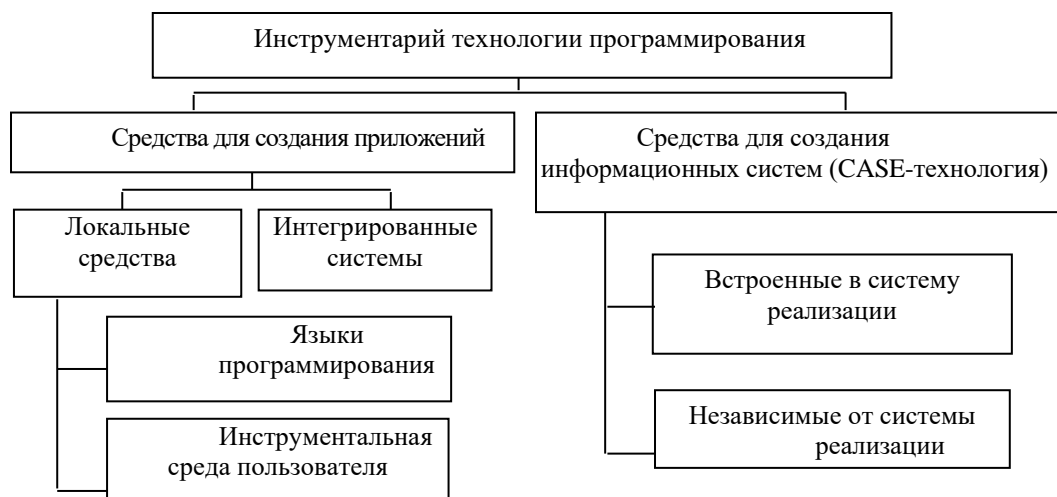 Инструментарий технологии программирования
Средства для создания приложений
Средства для создания
информационных систем (CASE-технология)
Локальные
средства
Интегрированные
системы
Языки
программирования
Инструментальная
среда пользователя
Встроенные в систему
реализации
Независимые от системы
реализации